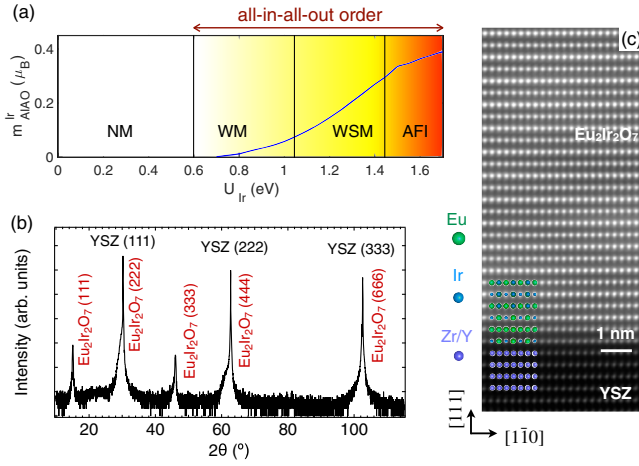 (a)
all-in-all-out order
m^Ir_AIAO (μ_B)
0.4
0.2
0
NM
WM
WSM
AFI
0 0.2 0.4 0.6 0.8 1 1.2 1.4 1.6
U_Ir (eV)
(b)
Intensity (arb. units)
YSZ (111)
YSZ (222)
YSZ (333)
Eu₂Ir₂O₇ (111)
Eu₂Ir₂O₇ (222)
Eu₂Ir₂O₇ (333)
Eu₂Ir₂O₇ (444)
Eu₂Ir₂O₇ (666)
20 40 60 80 100
2θ (º)
(c)
Eu₂Ir₂O₇
Eu
Ir
Zr/Y
1 nm
YSZ
[111]
[11̄0]